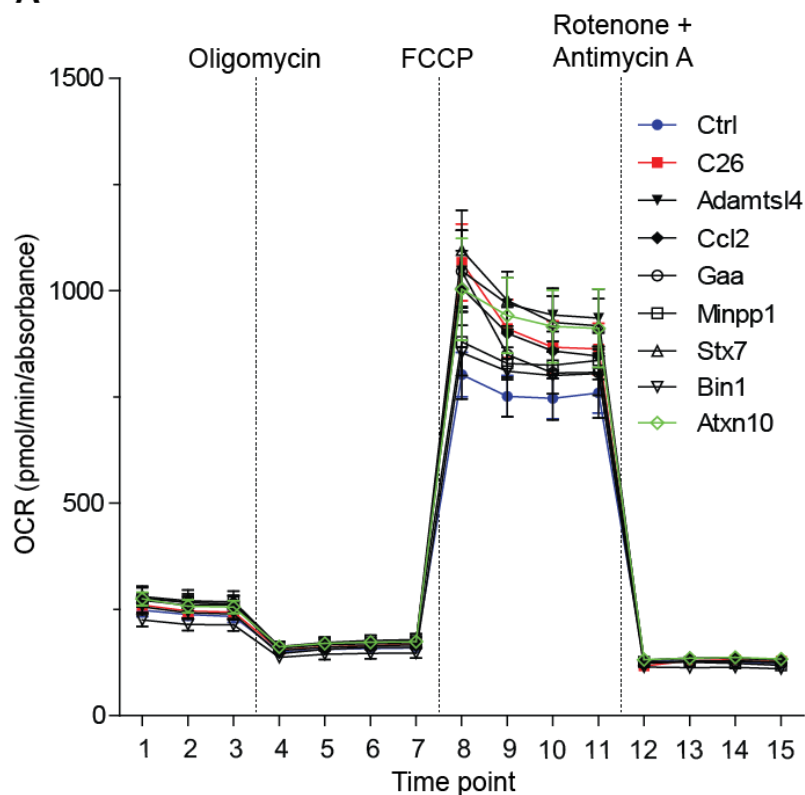 A
Oligomycin
FCCP
Rotenone +
Antimycin A
OCR (pmol/min/absorbance)
1500
1000
500
0
Ctrl
C26
Adamtsl4
Ccl2
Gaa
Minpp1
Stx7
Bin1
Atxn10
1 2 3 4 5 6 7 8 9 10 11 12 13 14 15
Time point